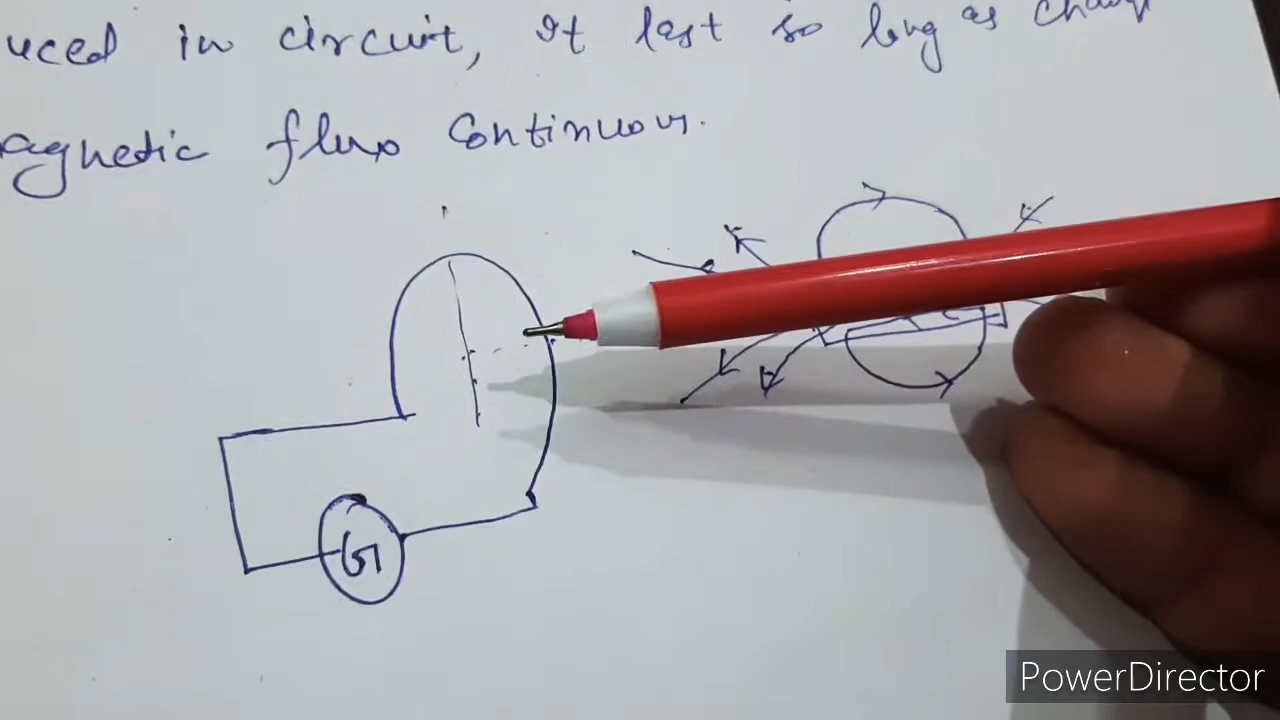 uced in circuit, It last so long as chang
agnetic flux continuous.
G
PowerDirector